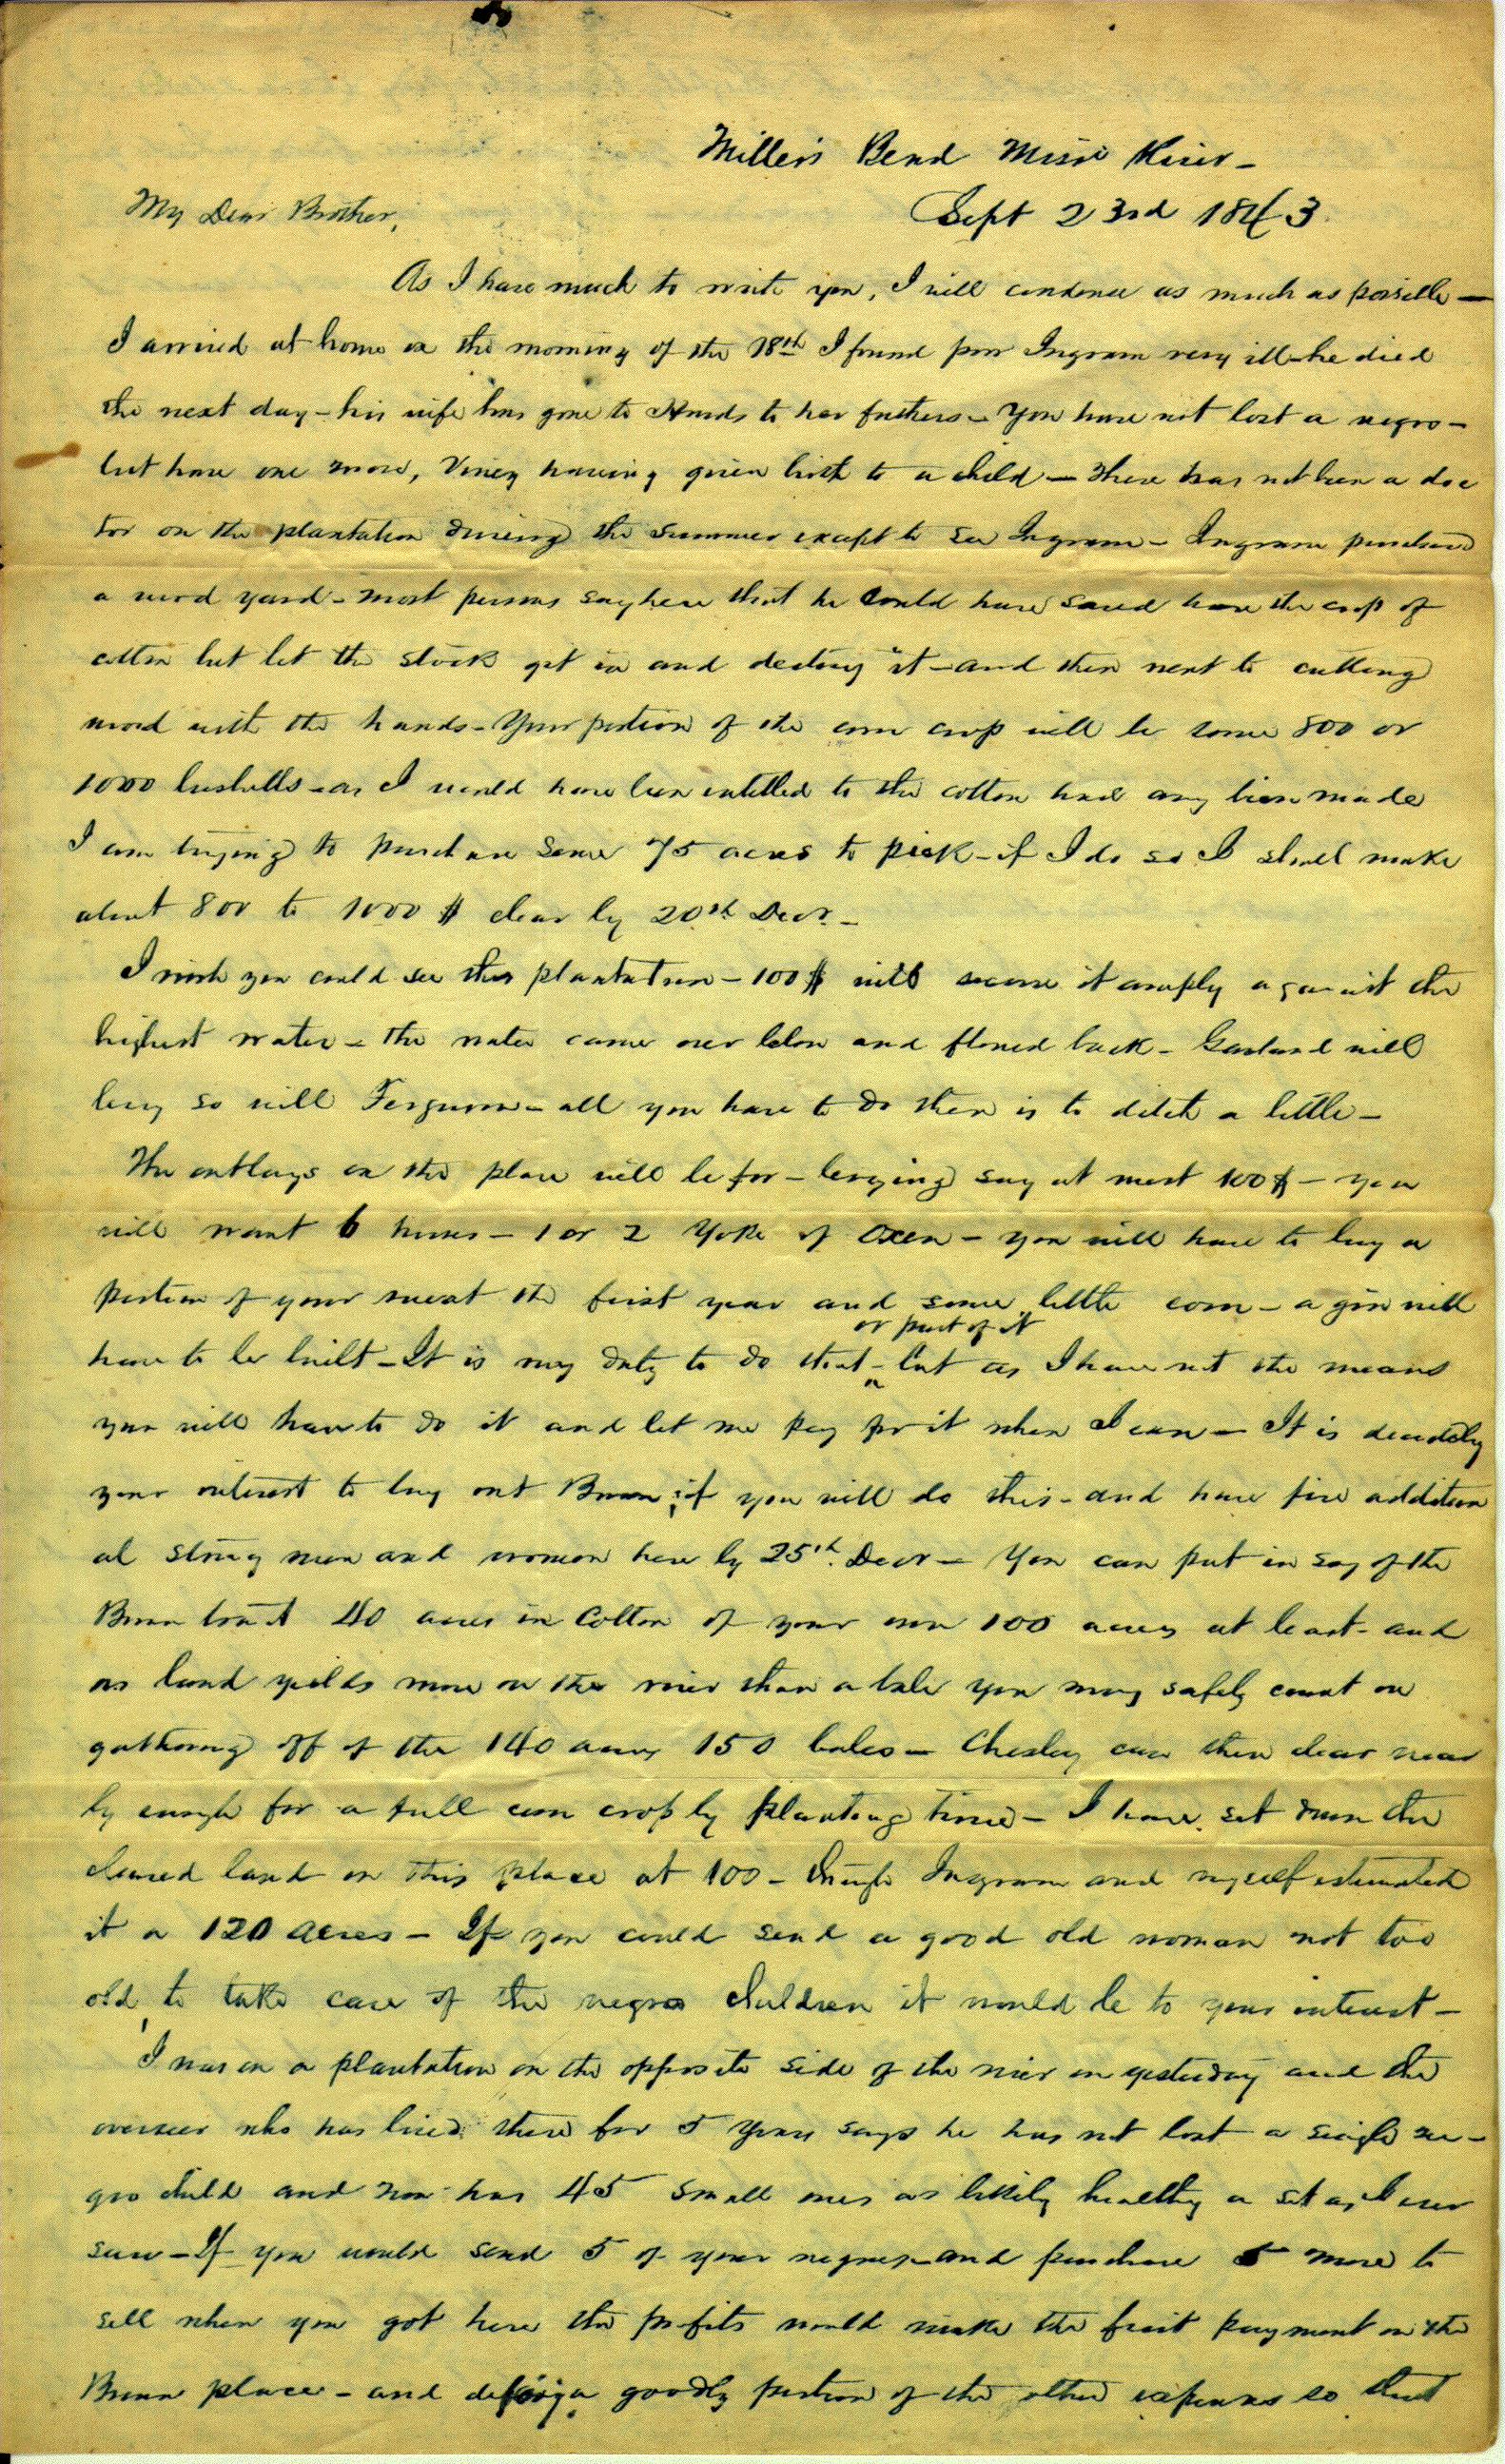 Miller's Bend Missi River -
Sept 23rd 1843.
My Dear Brother,
As I have much to write you, I will condence as much as possible —
I arrived at home on the morning of the 18th I found poor Ingram very ill - he died
the next day - his wife has gone to Hinds to her fathers - You have not lost a negro -
but have one more, Viney having given birth to a child — There has not been a doc
tor on the plantation during the summer except to see Ingram - Ingram purchased
a wood yard - most persons say here that he could have saved the crop of
cotton but let the stock get in and destroy it - and then went to cutting
wood with the hands - Your portion of the corn crop will be some 800 or
1000 bushells - as I would have been entitled to the cotton had any been made
I am trying to purchase some 75 acres to pick - if I do so I shall make
about 800 to 1000 $ clear by 20th Decr. -
I wish you could see this plantation - 100 $ will secure it amply against the
highest water - the water came over below and flowed back - Garland will
levy so will Ferguson - all you have to do then is to ditch a little -
The outlays on the place will be for - levying say at most 100 $ - you
will want 6 horses - 1 or 2 Yoke of Oxen - you will have to buy a
portion of your meat the first year and some little corn - a gin will
or part of it
have to be built - It is my duty to do that - but as I have not the means
you will have to do it and let me pay for it when I can - It is decidedly
your interest to buy out if you will do this - and have five addition
al strong men and women here by 25th. Decr - You can put in say of the
tract 40 acres in Cotton of your own 100 acres at least - and
as land yields more on the river than a lake you may safely count on
gathering off of the 140 acres 150 bales - Chesley can then clear near
ly enough for a full corn crop by planting time - I have set down the
cleared land on this place at 100 - though Ingram and myself estimated
it a 120 acres - If you could send a good old woman not too
old to take care of the negro children it would be to your interest -
I was on a plantation on the opposite side of the river on yesterday and the
overseer who has lived there for 5 years says he has not lost a single ne-
gro child and now has 45 small ones as likely healthy a set as I ever
saw - If you would send 5 of your negroes and purchase 5 more to
sell when you got here the profits would make the first payment on the
place - and a goodly portion of the other expenses so that